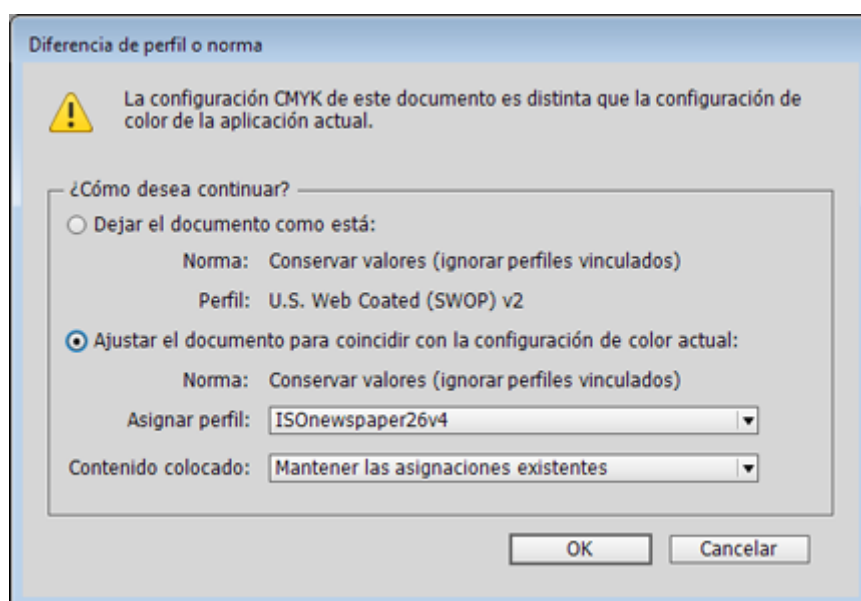 Diferencia de perfil o norma
La configuración CMYK de este documento es distinta que la configuración de
color de la aplicación actual.
¿Cómo desea continuar?
Dejar el documento como está:
Norma: Conservar valores (ignorar perfiles vinculados)
Perfil: U.S. Web Coated (SWOP) v2
Ajustar el documento para coincidir con la configuración de color actual:
Norma: Conservar valores (ignorar perfiles vinculados)
Asignar perfil: ISOnewspaper26v4
Contenido colocado: Mantener las asignaciones existentes
OK Cancelar